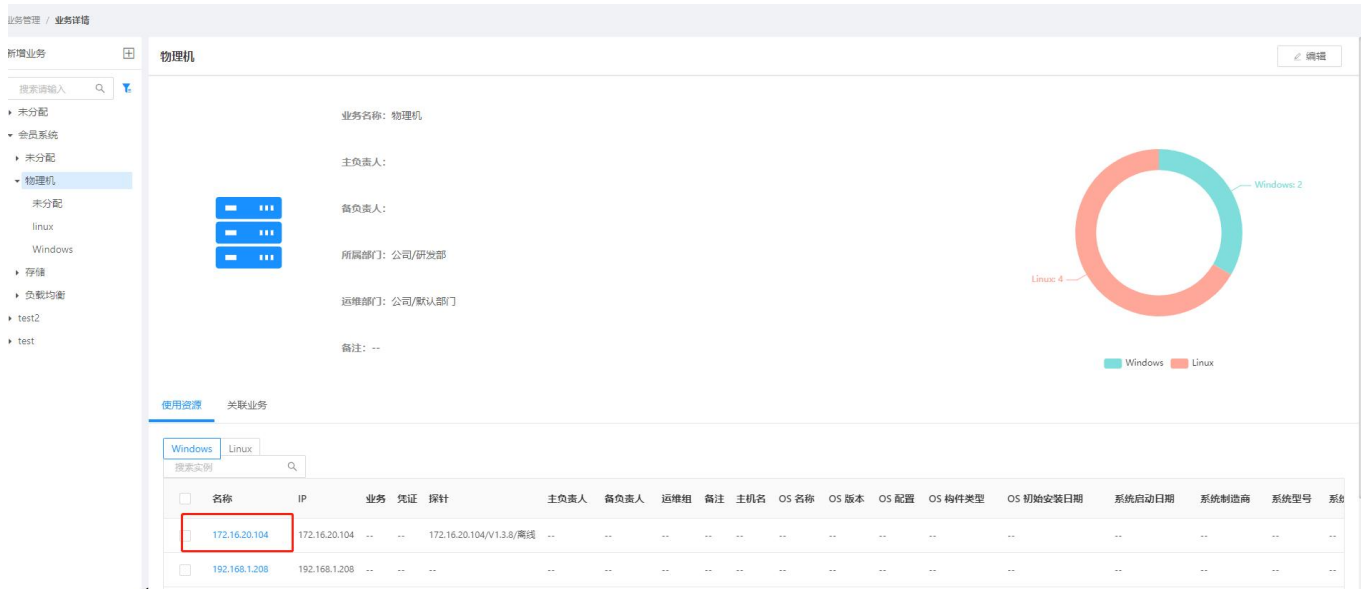 业务管理 / 业务详情
新增业务
物理机
编辑
搜索请输入
未分配
会员系统
未分配
物理机
未分配
linux
Windows
存储
负载均衡
test2
test
业务名称：物理机
主负责人：
备负责人：
所属部门：公司/研发部
运维部门：公司/默认部门
备注：--
Windows: 2
Linux: 4
Windows Linux
使用资源 关联业务
Windows Linux
搜索实例
名称 IP 业务 凭证 探针 主负责人 备负责人 运维组 备注 主机名 OS 名称 OS 版本 OS 配置 OS 构件类型 OS 初始安装日期 系统启动日期 系统制造商 系统型号 系
172.16.20.104 172.16.20.104 -- -- 172.16.20.104/V1.3.8/离线 -- -- -- -- -- -- -- -- -- -- -- -- -- --
192.168.1.208 192.168.1.208 -- -- -- -- -- -- -- -- -- -- -- -- -- -- -- -- --